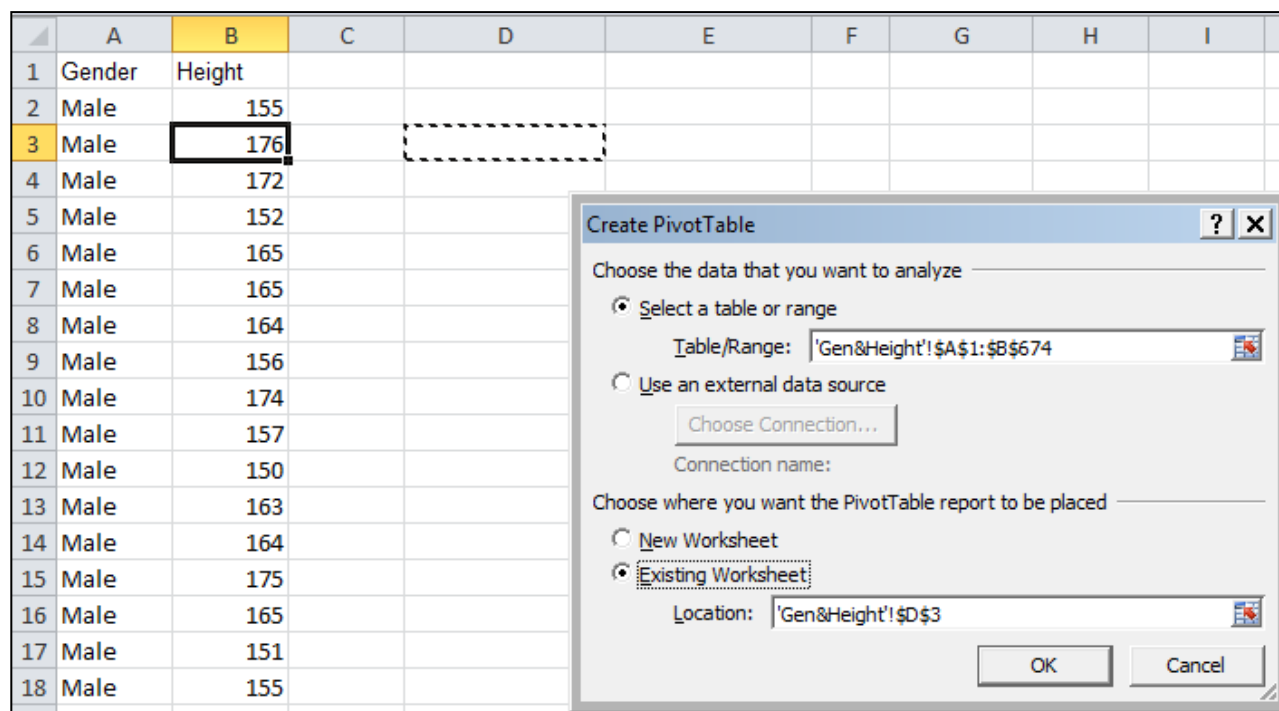 A B C D E F G H I
1 Gender Height
2 Male 155
3 Male 176
4 Male 172
5 Male 152
6 Male 165
7 Male 165
8 Male 164
9 Male 156
10 Male 174
11 Male 157
12 Male 150
13 Male 163
14 Male 164
15 Male 175
16 Male 165
17 Male 151
18 Male 155
Create PivotTable ?
Choose the data that you want to analyze
Select a table or range
Table/Range: 'Gen&Height'!$A$1:$B$674
Use an external data source
Choose Connection...
Connection name:
Choose where you want the PivotTable report to be placed
New Worksheet
Existing Worksheet
Location: 'Gen&Height'!$D$3
OK Cancel